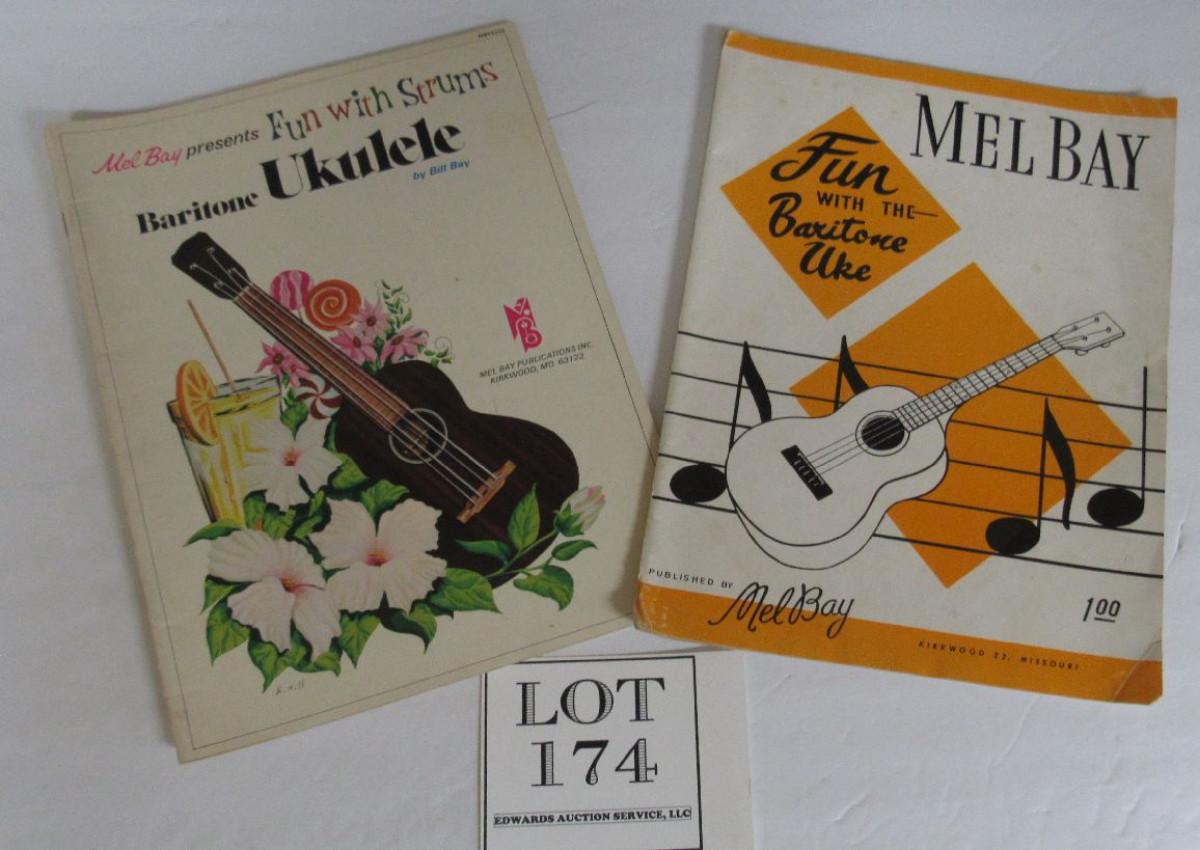 Mel Bay presents Fun with Strums
Baritone Ukulele
by Bill Bay
MEL BAY PUBLICATIONS INC.
KIRKWOOD, MO 63122
MEL BAY
Fun
WITH THE
Baritone
Uke
PUBLISHED BY Mel Bay
1 00
KIRKWOOD 22, MISSOURI
LOT
174
EDWARDS AUCTION SERVICE, LLC